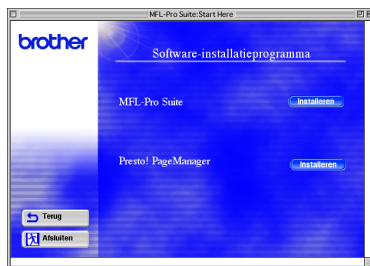 MFL-Pro Suite:Start Here
brother
Software-installatieprogramma
MFL-Pro Suite
Installeren
Presto! PageManager
Installeren
Terug
Afsluiten